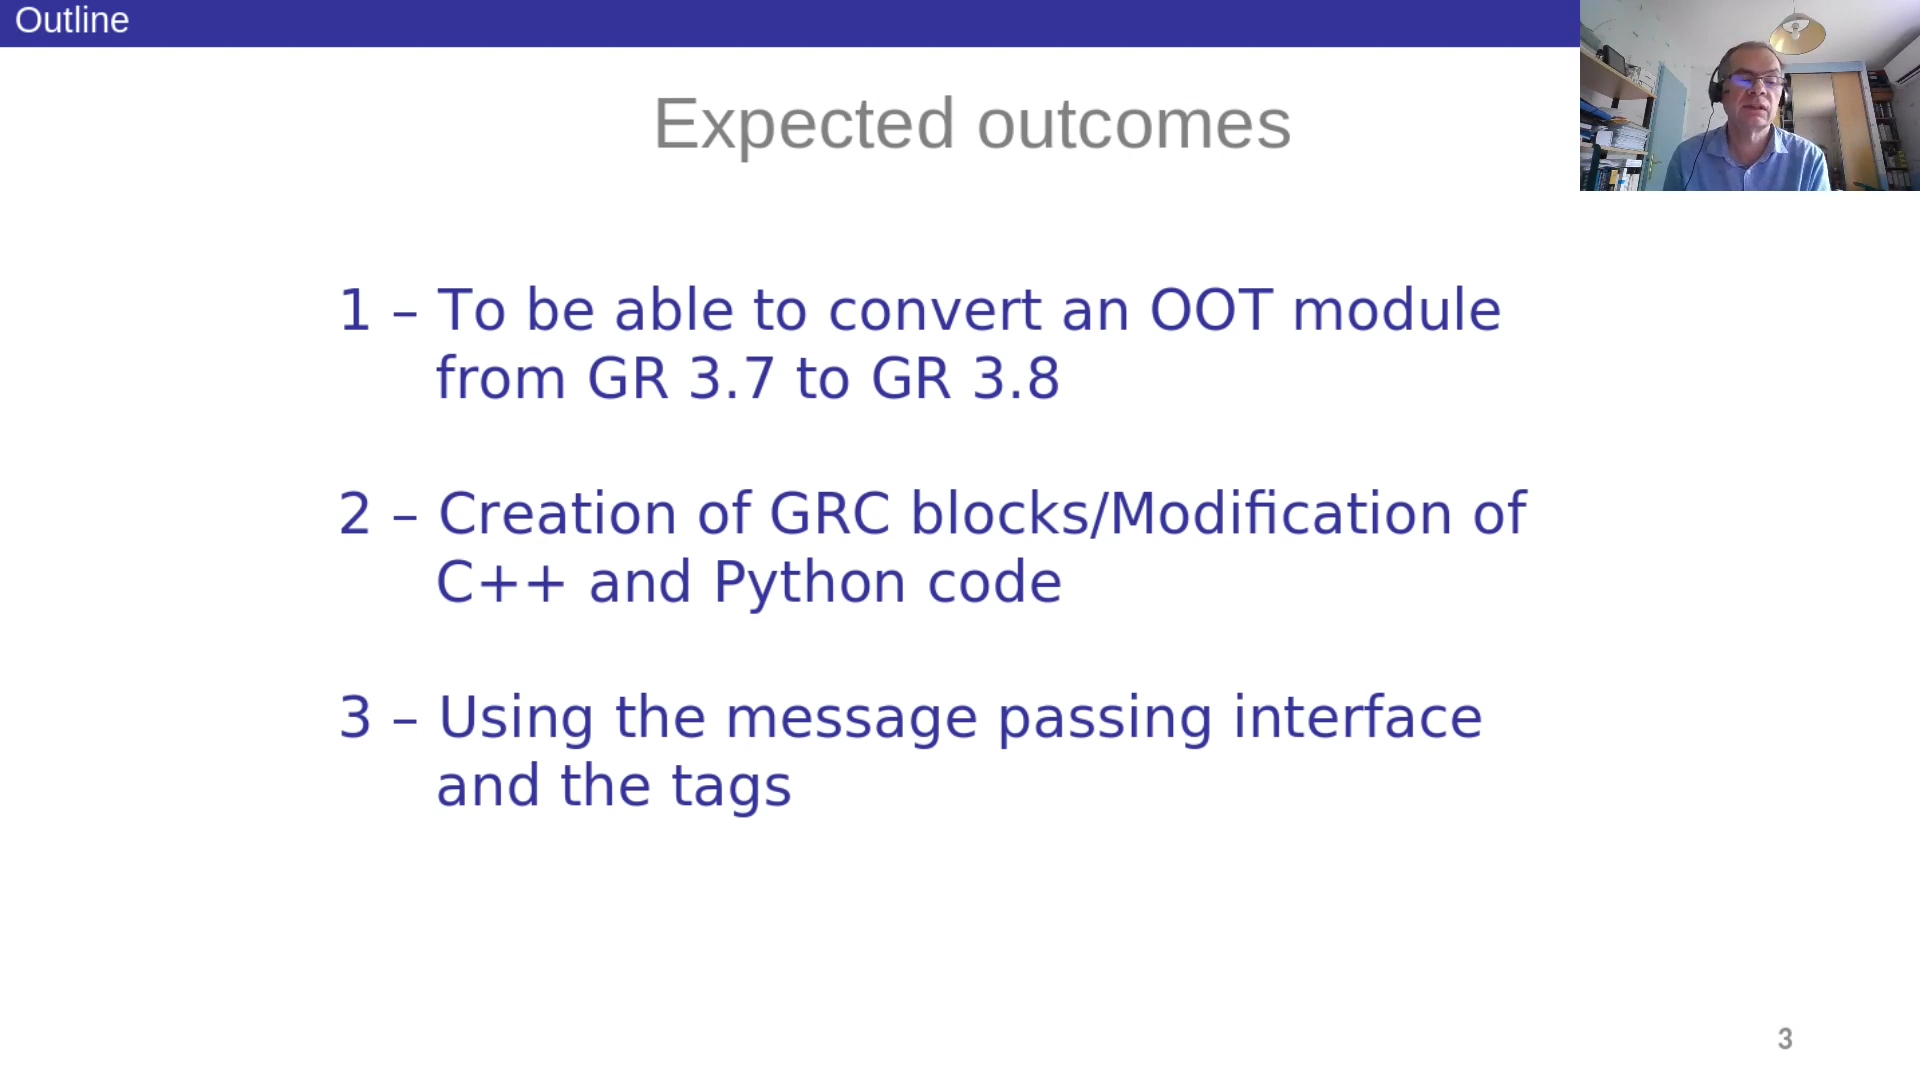 Outline
Expected outcomes
1 – To be able to convert an OOT module
from GR 3.7 to GR 3.8
2 – Creation of GRC blocks/Modification of
C++ and Python code
3 – Using the message passing interface
and the tags
3